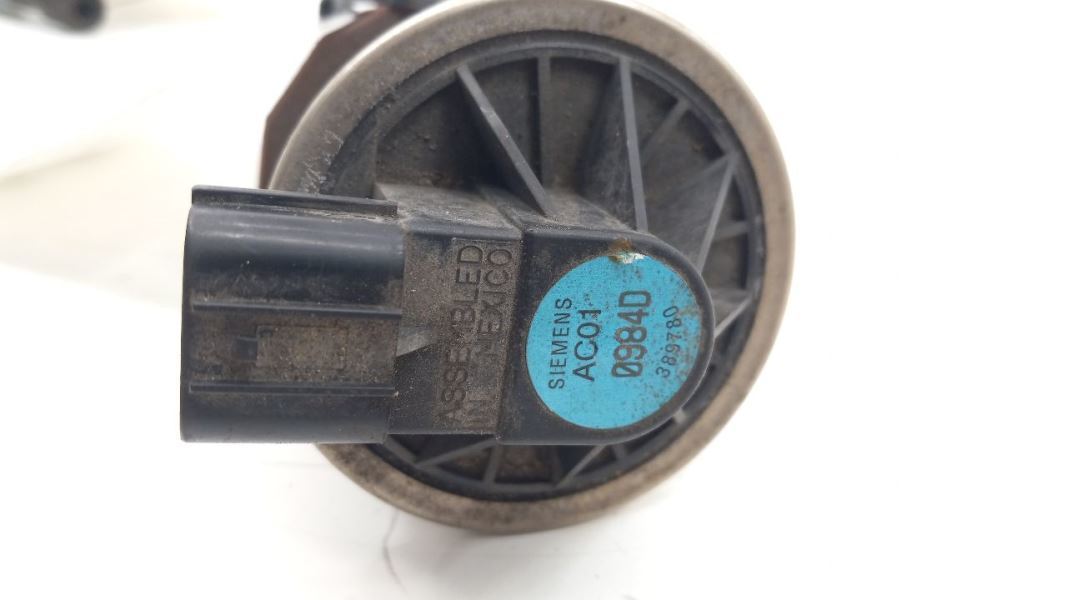 ASSEMBLED
IN MEXICO
SIEMENS
AC01
0984D
389780